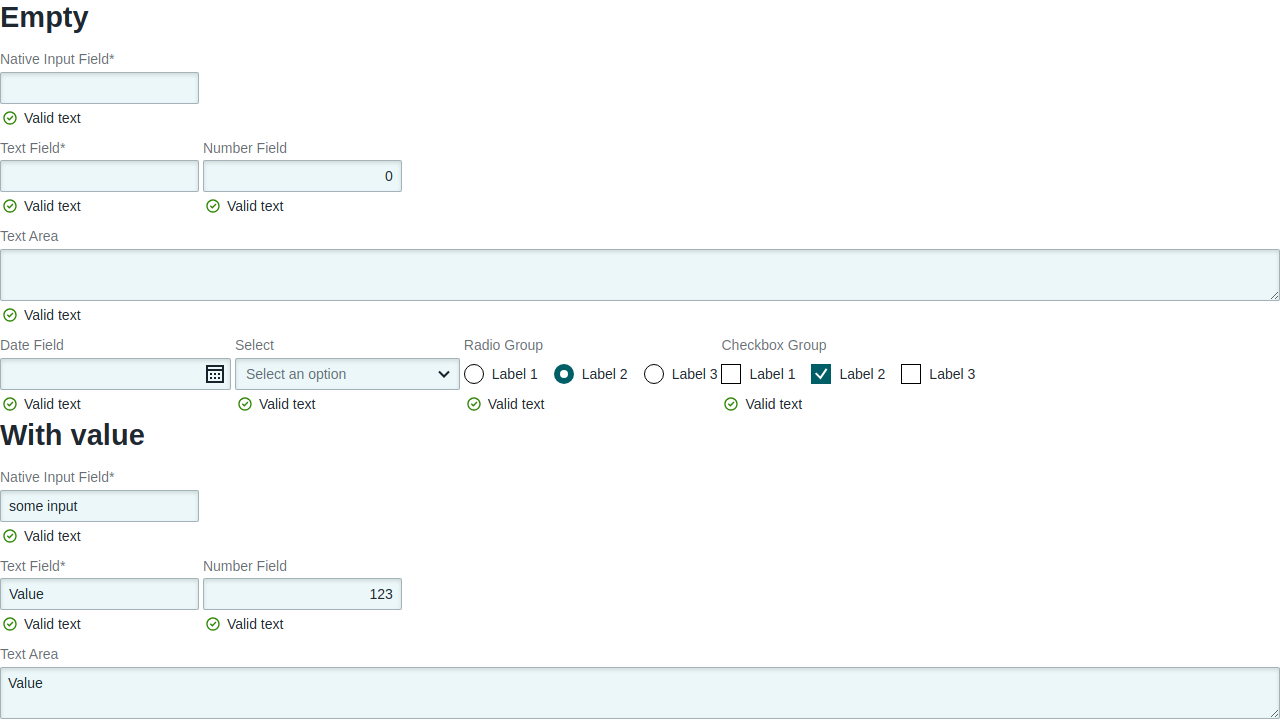 Empty
Native Input Field*
Valid text
Text Field* Number Field
0
Valid text Valid text
Text Area
Valid text
Date Field Select Radio Group Checkbox Group
Select an option Label 1 Label 2 Label 3 Label 1 Label 2 Label 3
Valid text Valid text Valid text Valid text
With value
Native Input Field*
some input
Valid text
Text Field* Number Field
Value 123
Valid text Valid text
Text Area
Value